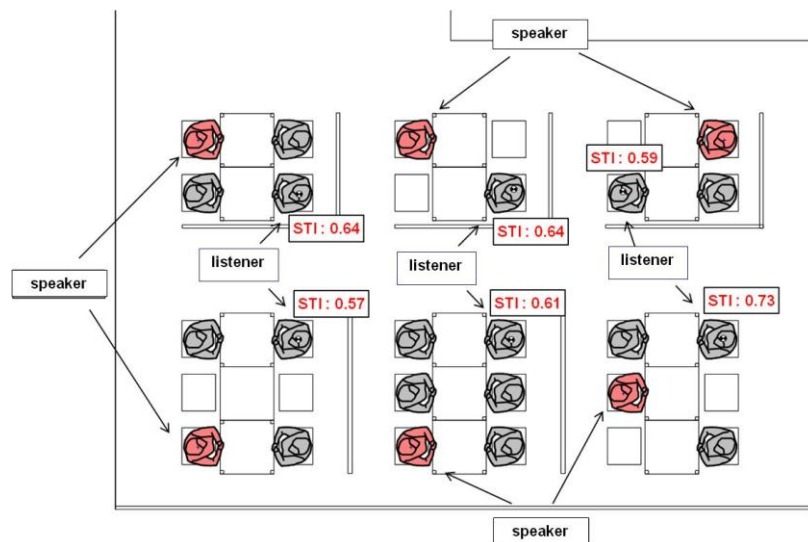 speaker
STI: 0.59
STI: 0.64
STI: 0.64
listener
listener
listener
speaker
STI: 0.57
STI: 0.61
STI: 0.73
speaker